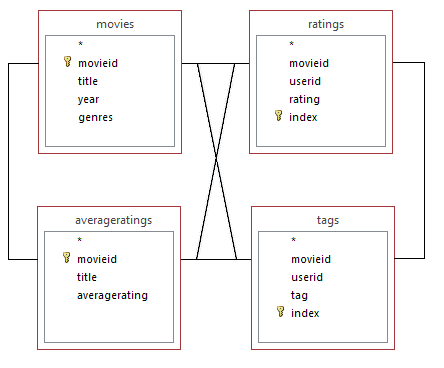 movies
*
movieid
title
year
genres
ratings
*
movieid
userid
rating
index
averageratings
*
movieid
title
averagerating
tags
*
movieid
userid
tag
index